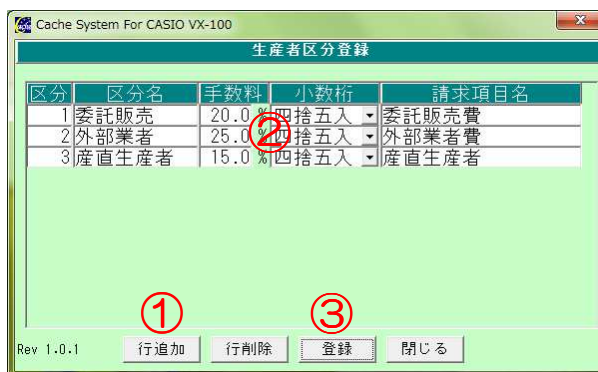 Cache System For CASIO VX-100
生産者区分登録
区分 区分名 手数料 小数桁 請求項目名
1 委託販売 20.0 % 四捨五入 委託販売費
2 外部業者 25.0 % 四捨五入 外部業者費
3 産直生産者 15.0 % 四捨五入 産直生産者
②
① ③
Rev 1.0.1 行追加 行削除 登録 閉じる